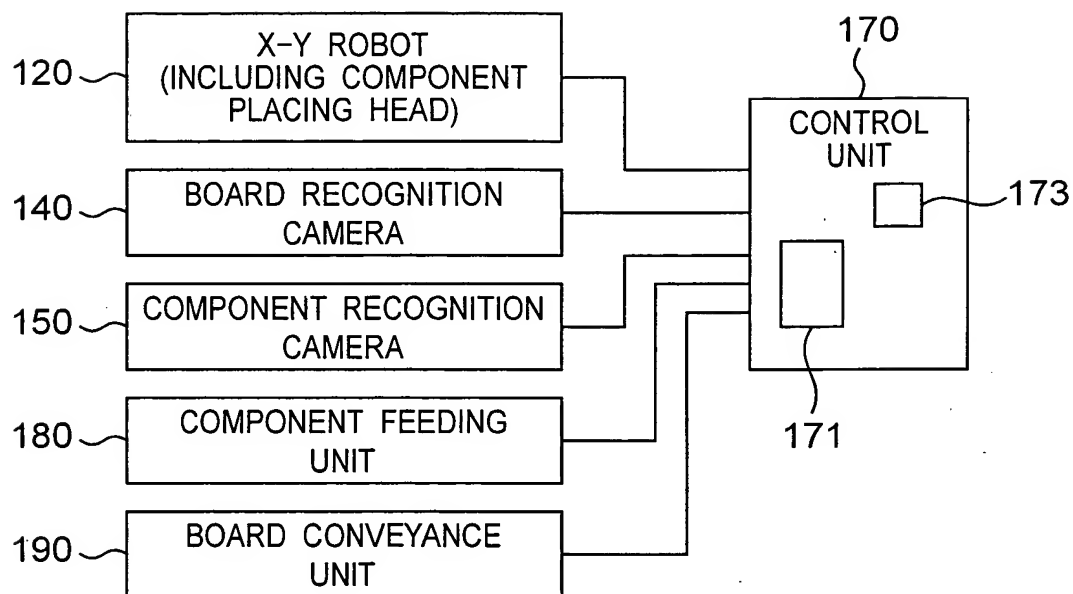 120
X-Y ROBOT
(INCLUDING COMPONENT
PLACING HEAD)
140
BOARD RECOGNITION
CAMERA
150
COMPONENT RECOGNITION
CAMERA
180
COMPONENT FEEDING
UNIT
190
BOARD CONVEYANCE
UNIT
170
CONTROL
UNIT
173
171